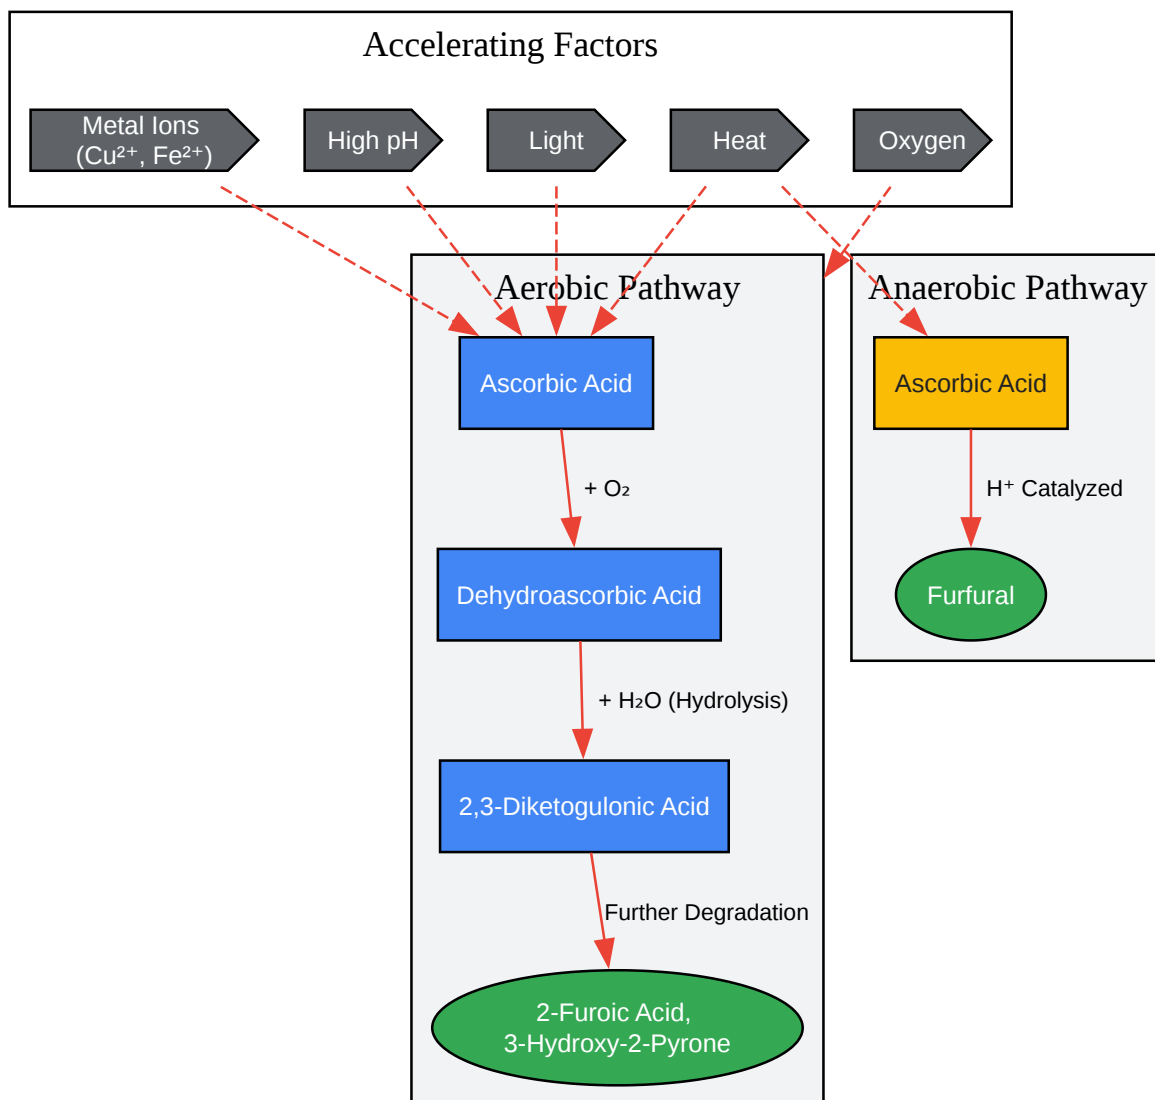 Accelerating Factors
Metal Ions
(Cu²⁺, Fe²⁺)
High pH
Light
Heat
Oxygen
Aerobic Pathway
Anaerobic Pathway
Ascorbic Acid
Ascorbic Acid
+ O₂
H⁺ Catalyzed
Dehydroascorbic Acid
Furfural
+ H₂O (Hydrolysis)
2,3-Diketogulonic Acid
Further Degradation
2-Furoic Acid,
3-Hydroxy-2-Pyrone